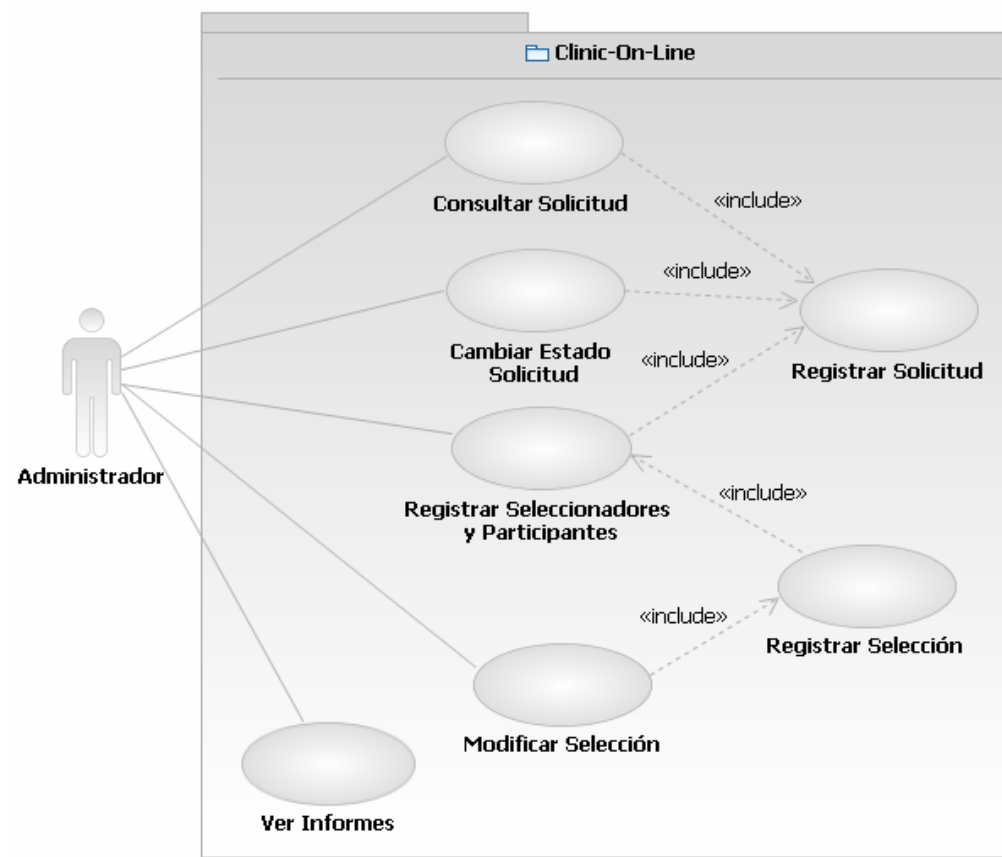 Clinic-On-Line
Consultar Solicitud
«include»
«include»
Cambiar Estado
Solicitud
«include»
Registrar Solicitud
Administrador
Registrar Seleccionadores
y Participantes
«include»
«include»
Registrar Selección
Modificar Selección
Ver Informes